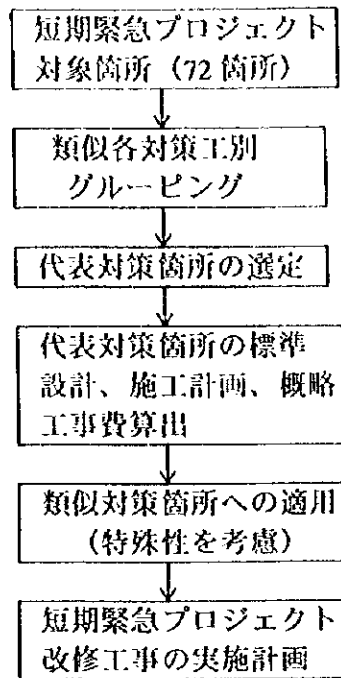 短期緊急プロジェクト
対象箇所（72箇所）
類似各対策工別
グルーピング
代表対策箇所の選定
代表対策箇所の標準
設計、施工計画、概略
工事費算出
類似対策箇所への適用
（特殊性を考慮）
短期緊急プロジェクト
改修工事の実施計画